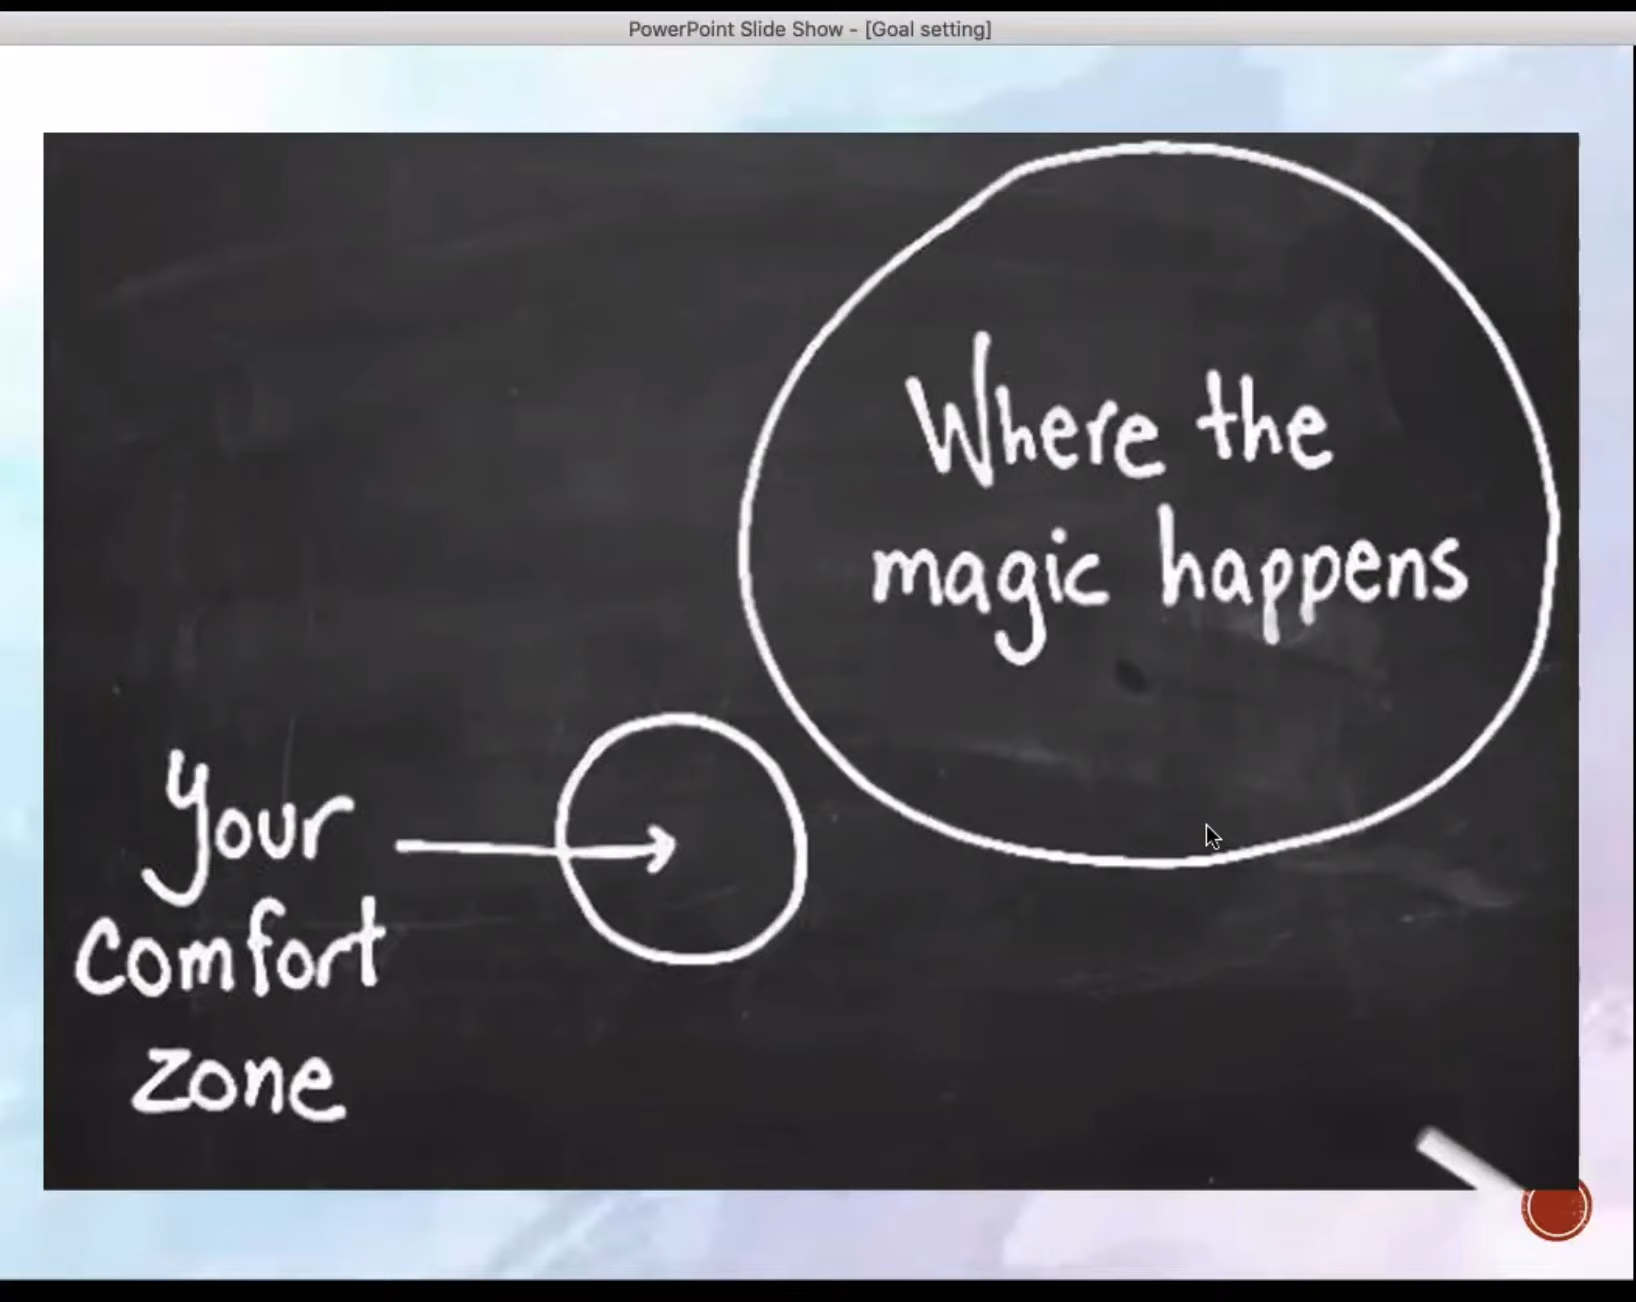 PowerPoint Slide Show - [Goal setting]
Where the
magic happens
Your
comfort
zone